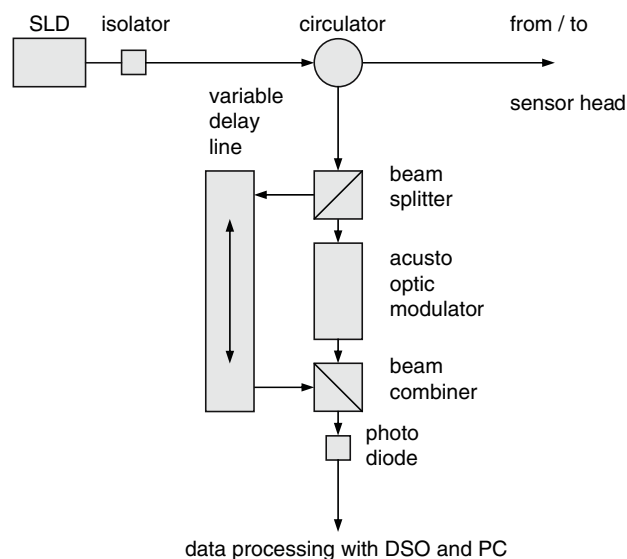 SLD
isolator
circulator
from / to
sensor head
variable
delay
line
beam
splitter
acusto
optic
modulator
beam
combiner
photo
diode
data processing with DSO and PC